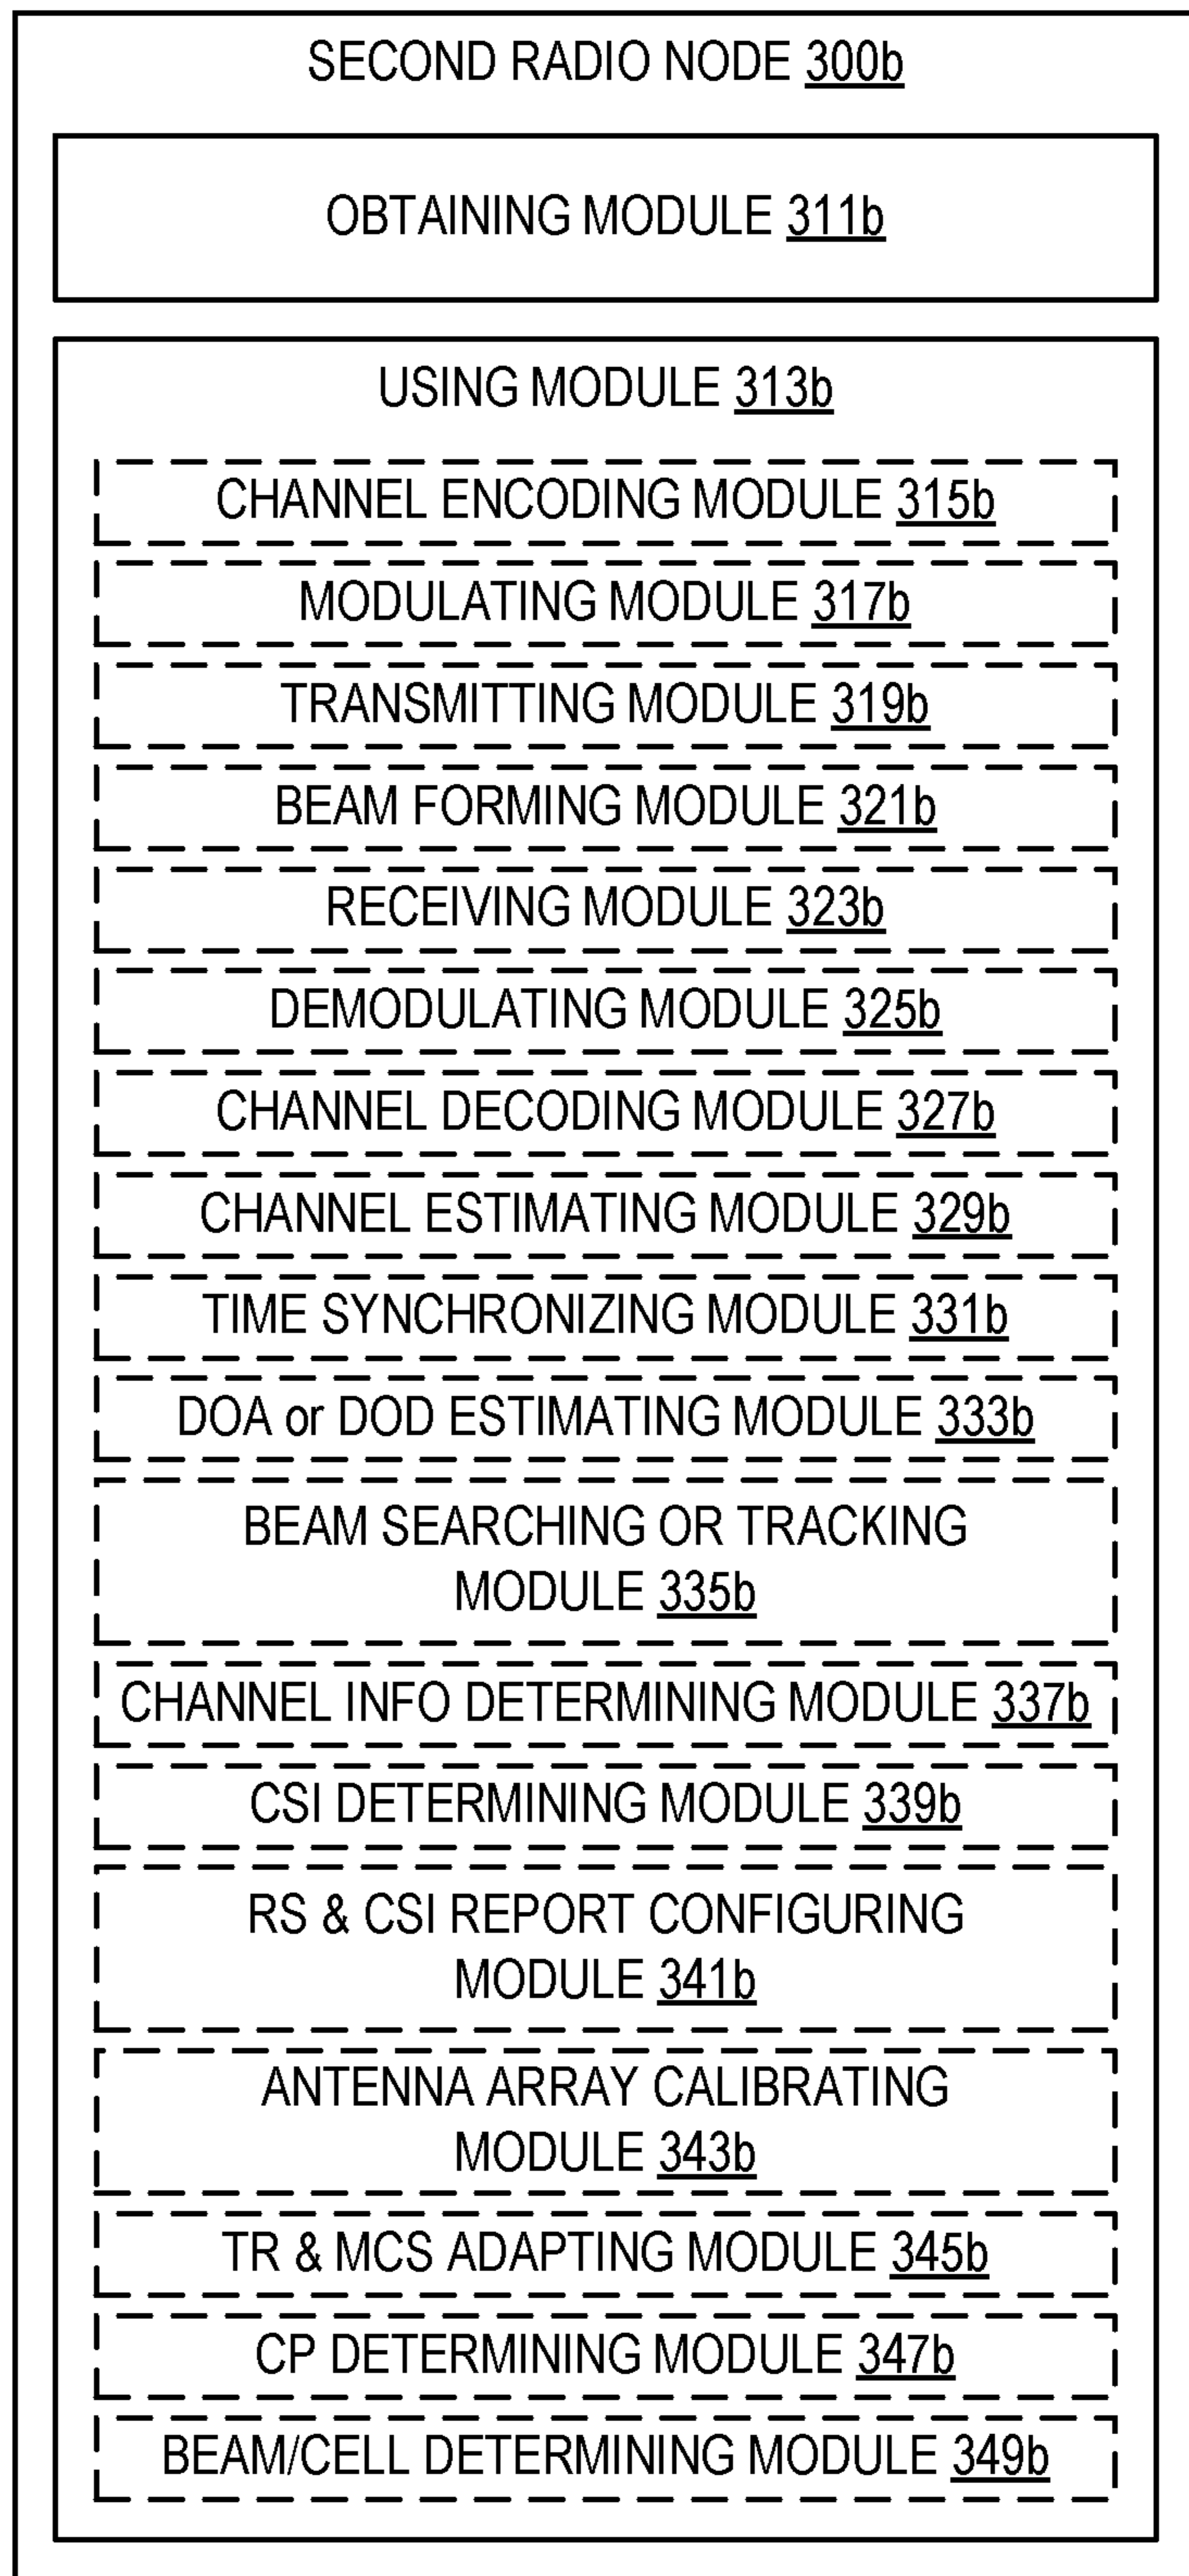 SECOND RADIO NODE 300b
OBTAINING MODULE 311b
USING MODULE 313b
CHANNEL ENCODING MODULE 315b
MODULATING MODULE 317b
TRANSMITTING MODULE 319b
BEAM FORMING MODULE 321b
RECEIVING MODULE 323b
DEMODULATING MODULE 325b
CHANNEL DECODING MODULE 327b
CHANNEL ESTIMATING MODULE 329b
TIME SYNCHRONIZING MODULE 331b
DOA or DOD ESTIMATING MODULE 333b
BEAM SEARCHING OR TRACKING
MODULE 335b
CHANNEL INFO DETERMINING MODULE 337b
CSI DETERMINING MODULE 339b
RS & CSI REPORT CONFIGURING
MODULE 341b
ANTENNA ARRAY CALIBRATING
MODULE 343b
TR & MCS ADAPTING MODULE 345b
CP DETERMINING MODULE 347b
BEAM/CELL DETERMINING MODULE 349b